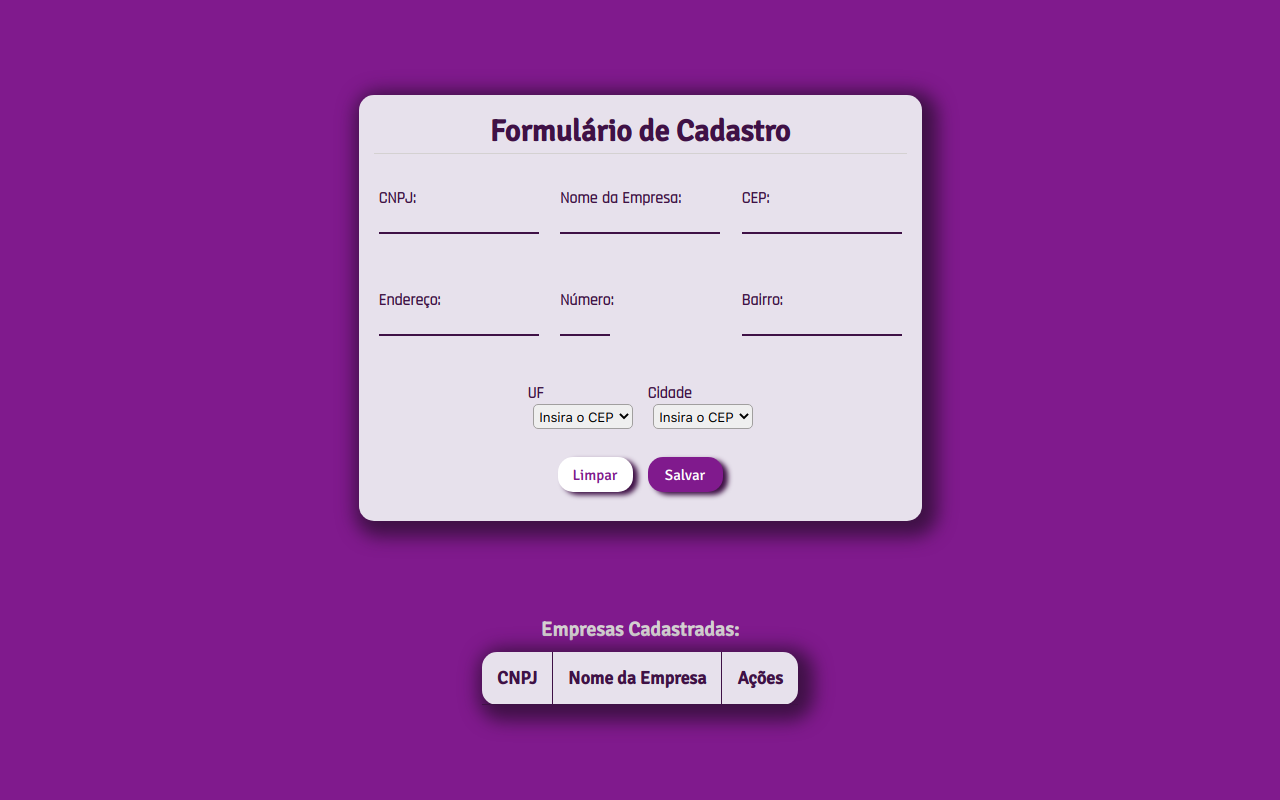 Formulário de Cadastro
CNPJ: Nome da Empresa: CEP:
Endereço: Número: Bairro:
UF Cidade
Insira o CEP Insira o CEP
Limpar Salvar
Empresas Cadastradas:
CNPJ Nome da Empresa Ações